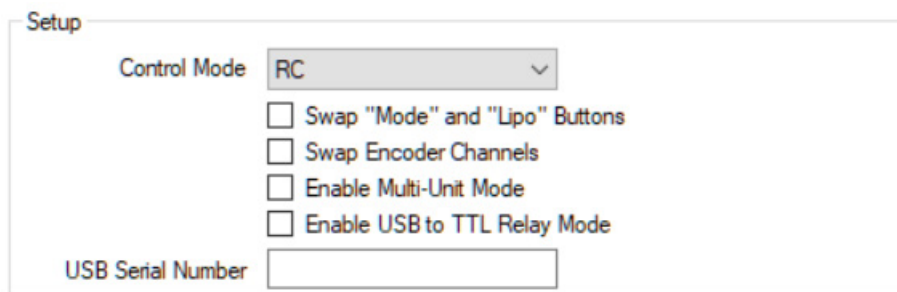 Setup
Control Mode RC
Swap "Mode" and "Lipo" Buttons
Swap Encoder Channels
Enable Multi-Unit Mode
Enable USB to TTL Relay Mode
USB Serial Number